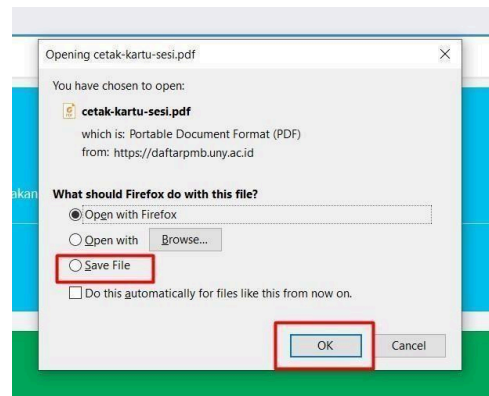 Opening cetak-kartu-sesi.pdf
You have chosen to open:
cetak-kartu-sesi.pdf
which is: Portable Document Format (PDF)
from: https://daftarpmb.uny.ac.id
akan
What should Firefox do with this file?
Open with Firefox
Open with Browse...
Save File
Do this automatically for files like this from now on.
OK Cancel